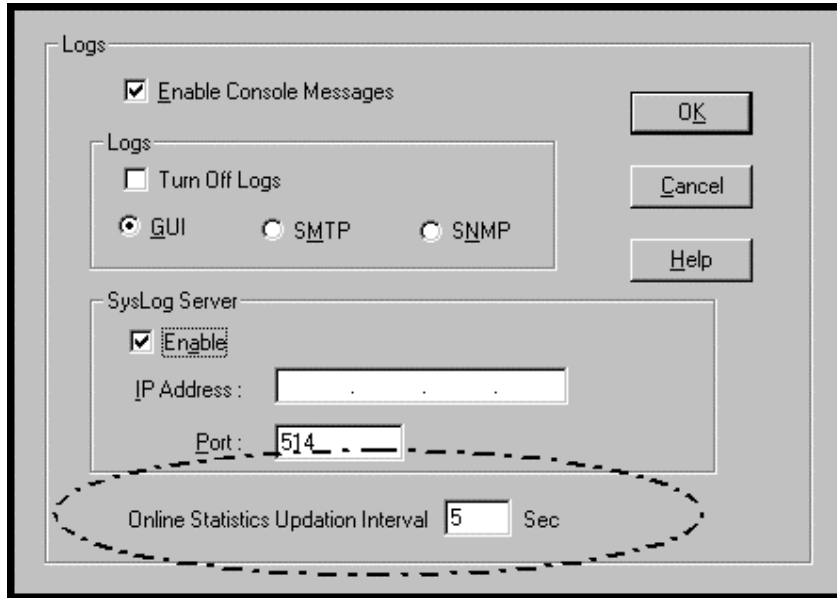 Logs
Enable Console Messages
OK
Logs
Turn Off Logs
Cancel
GUI SMTP SNMP
Help
SysLog Server
Enable
IP Address : . . .
Port : 514
Online Statistics Updation Interval 5 Sec